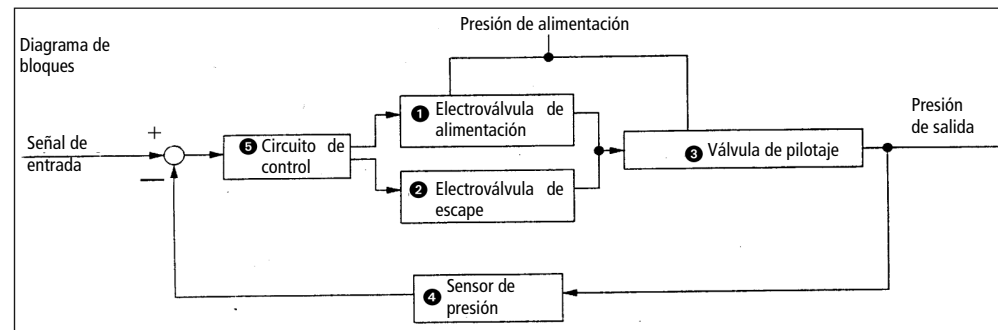 Presión de alimentación
Diagrama de
bloques
❶ Electroválvula de
alimentación
Presión
de salida
Señal de
entrada
+
—
❺ Circuito de
control
❸ Válvula de pilotaje
❷ Electroválvula de
escape
❹ Sensor de
presión